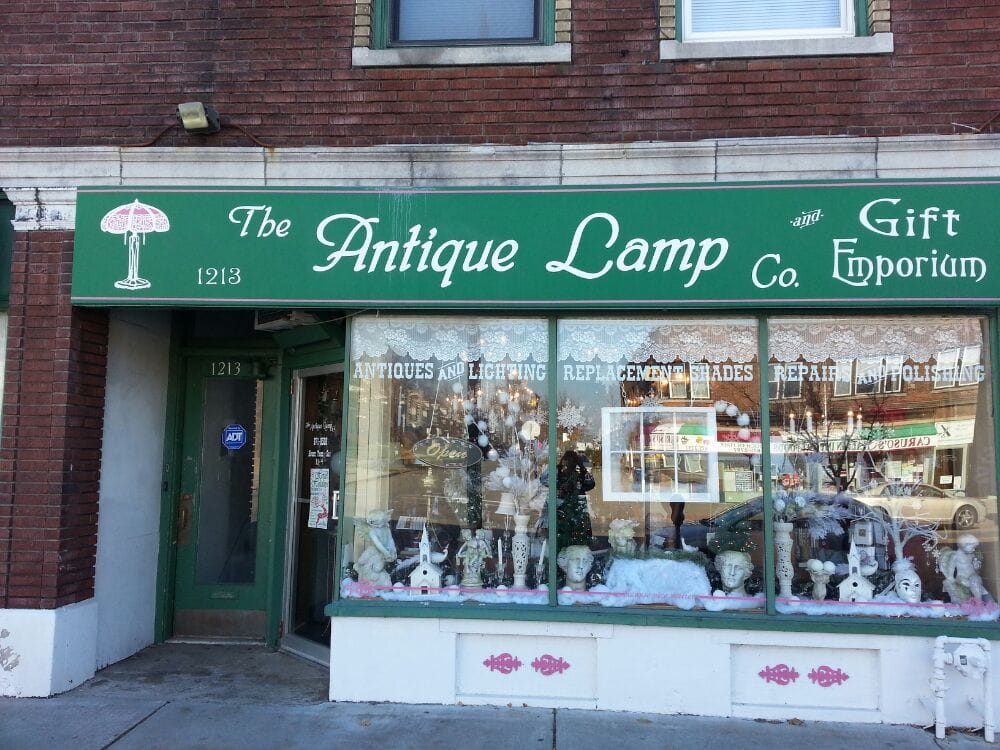 The Antique Lamp Co. and Gift Emporium
1213
1213
ANTIQUES AND LIGHTING
REPLACEMENT SHADES
REPAIRS AND POLISHING
ADT
Open
CARUSO'S